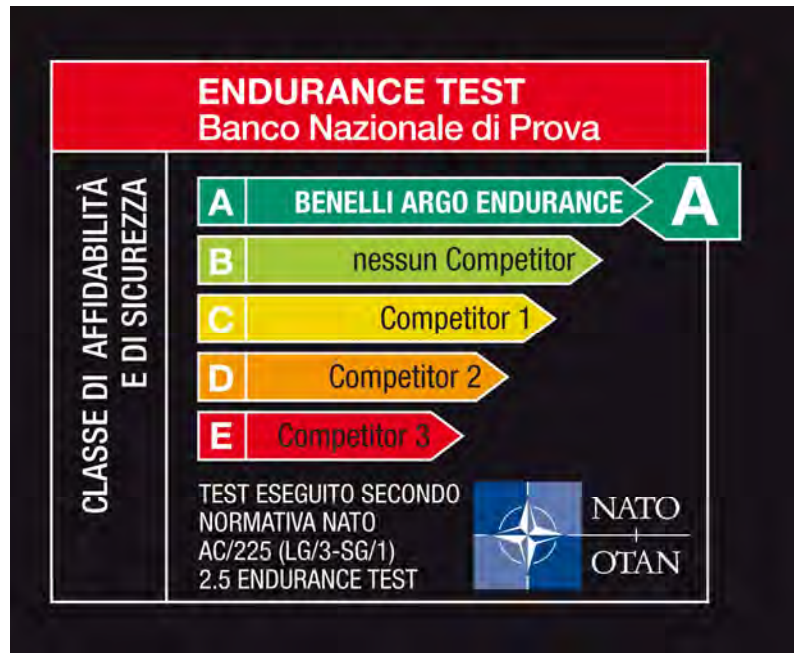 ENDURANCE TEST
Banco Nazionale di Prova
CLASSE DI AFFIDABILITÀ
E DI SICUREZZA
A BENELLI ARGO ENDURANCE A
B nessun Competitor
C Competitor 1
D Competitor 2
E Competitor 3
TEST ESEGUITO SECONDO
NORMATIVA NATO
AC/225 (LG/3-SG/1)
2.5 ENDURANCE TEST
NATO
OTAN